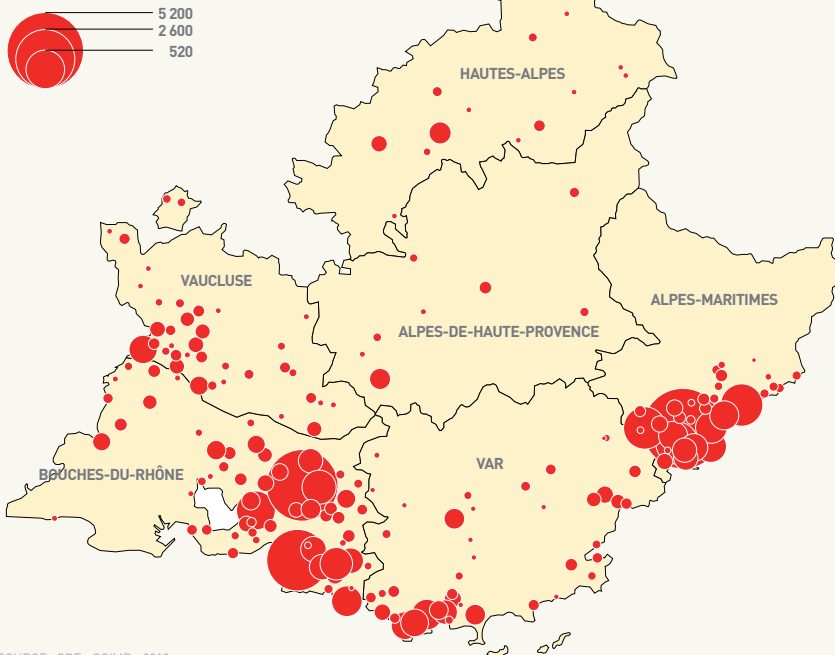 5 200
2 600
520
HAUTES-ALPES
VAUCLUSE
ALPES-MARITIMES
ALPES-DE-HAUTE-PROVENCE
VAR
BOUCHES-DU-RHÔNE